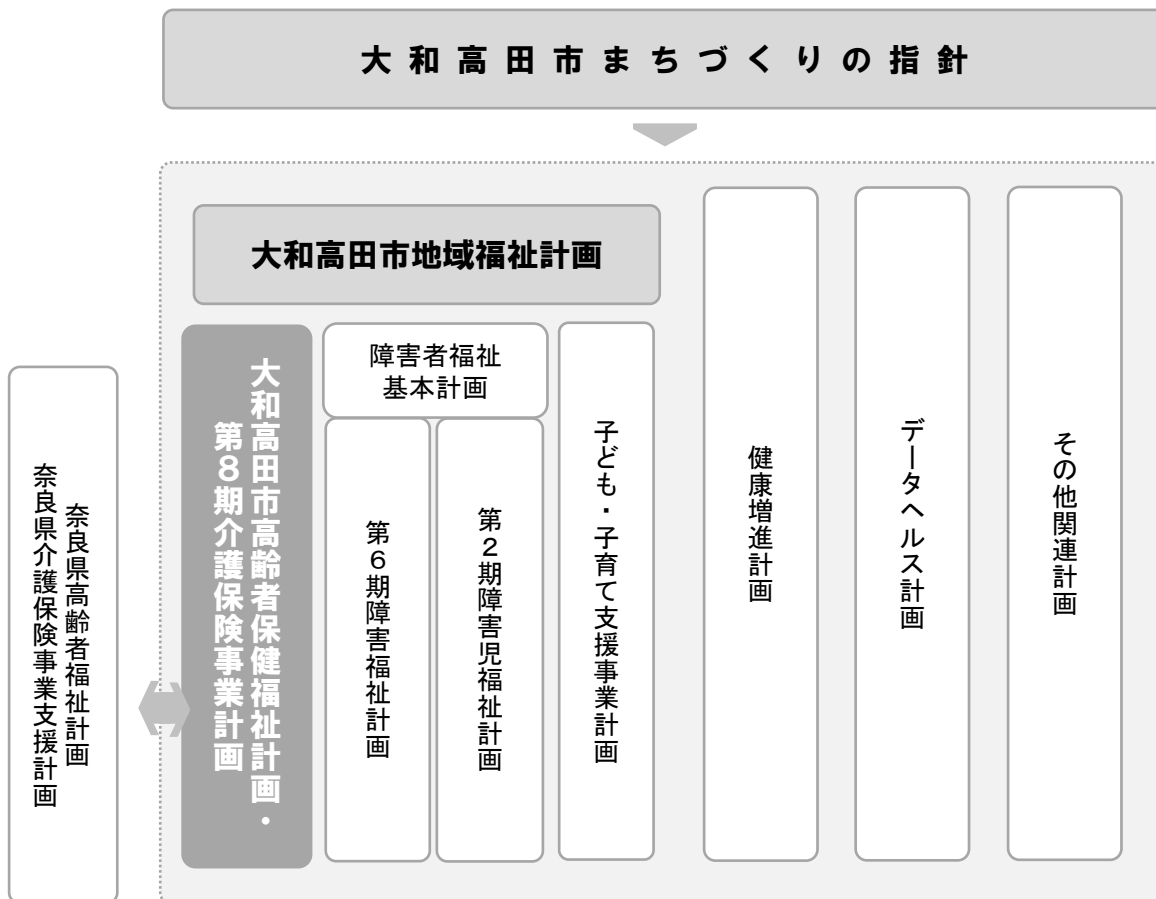 大和高田市まちづくりの指針
大和高田市地域福祉計画
大和高田市高齢者保健福祉計画・
第８期介護保険事業計画
障害者福祉
基本計画
第６期障害福祉計画
第２期障害児福祉計画
子ども・子育て支援事業計画
健康増進計画
データヘルス計画
その他関連計画
奈良県高齢者福祉計画
奈良県介護保険事業支援計画